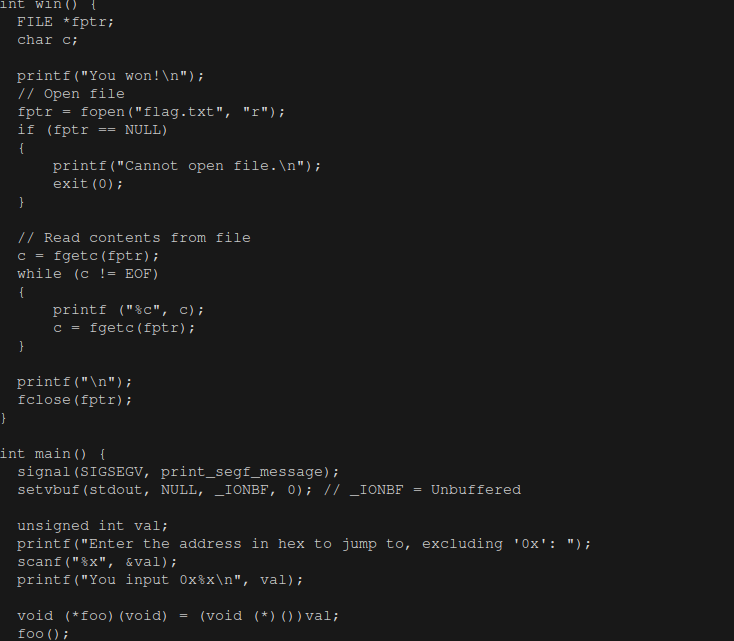 int win() {
  FILE *fptr;
  char c;

  printf("You won!\n");
  // Open file
  fptr = fopen("flag.txt", "r");
  if (fptr == NULL)
  {
      printf("Cannot open file.\n");
      exit(0);
  }

  // Read contents from file
  c = fgetc(fptr);
  while (c != EOF)
  {
      printf ("%c", c);
      c = fgetc(fptr);
  }

  printf("\n");
  fclose(fptr);
}

int main() {
  signal(SIGSEGV, print_segf_message);
  setvbuf(stdout, NULL, _IONBF, 0); // _IONBF = Unbuffered

  unsigned int val;
  printf("Enter the address in hex to jump to, excluding '0x': ");
  scanf("%x", &val);
  printf("You input 0x%x\n", val);

  void (*foo)(void) = (void (*)())val;
  foo();